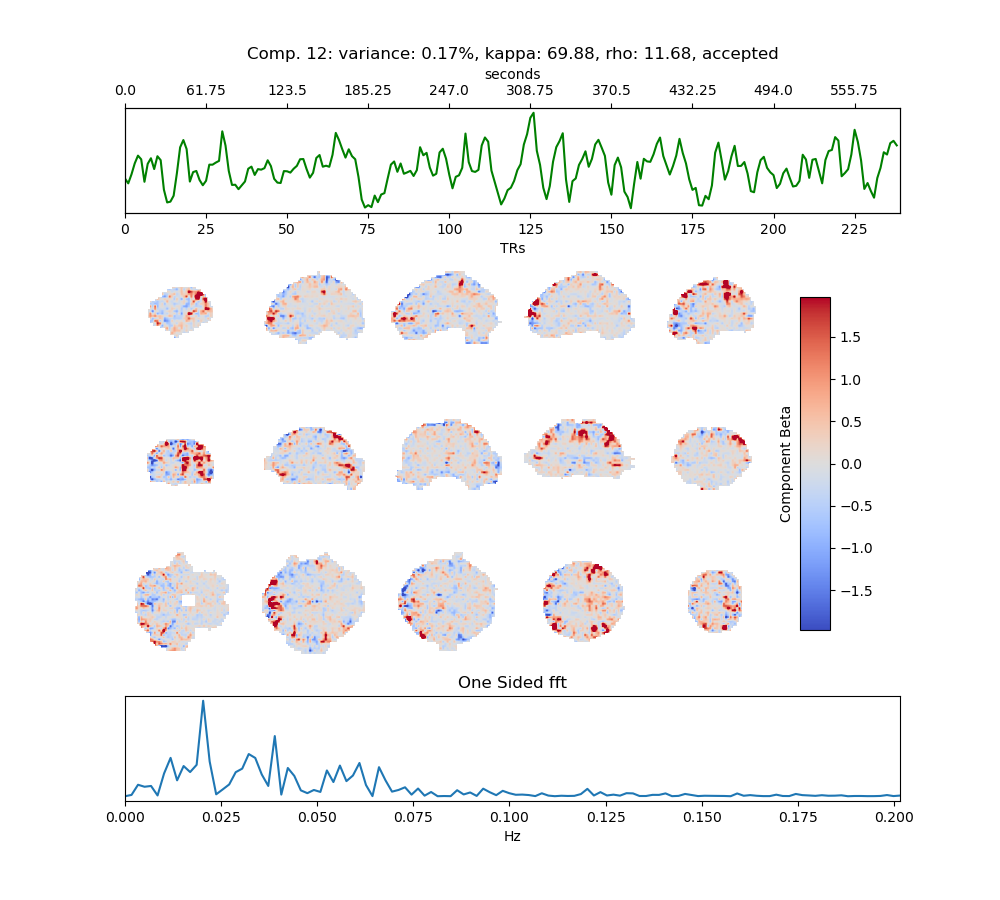 Comp. 12: variance: 0.17%, kappa: 69.88, rho: 11.68, accepted
seconds
0.0 61.75 123.5 185.25 247.0 308.75 370.5 432.25 494.0 555.75
0 25 50 75 100 125 150 175 200 225
TRs
1.5
1.0
0.5
0.0
−0.5
−1.0
−1.5
Component Beta
One Sided fft
0.000 0.025 0.050 0.075 0.100 0.125 0.150 0.175 0.200
Hz